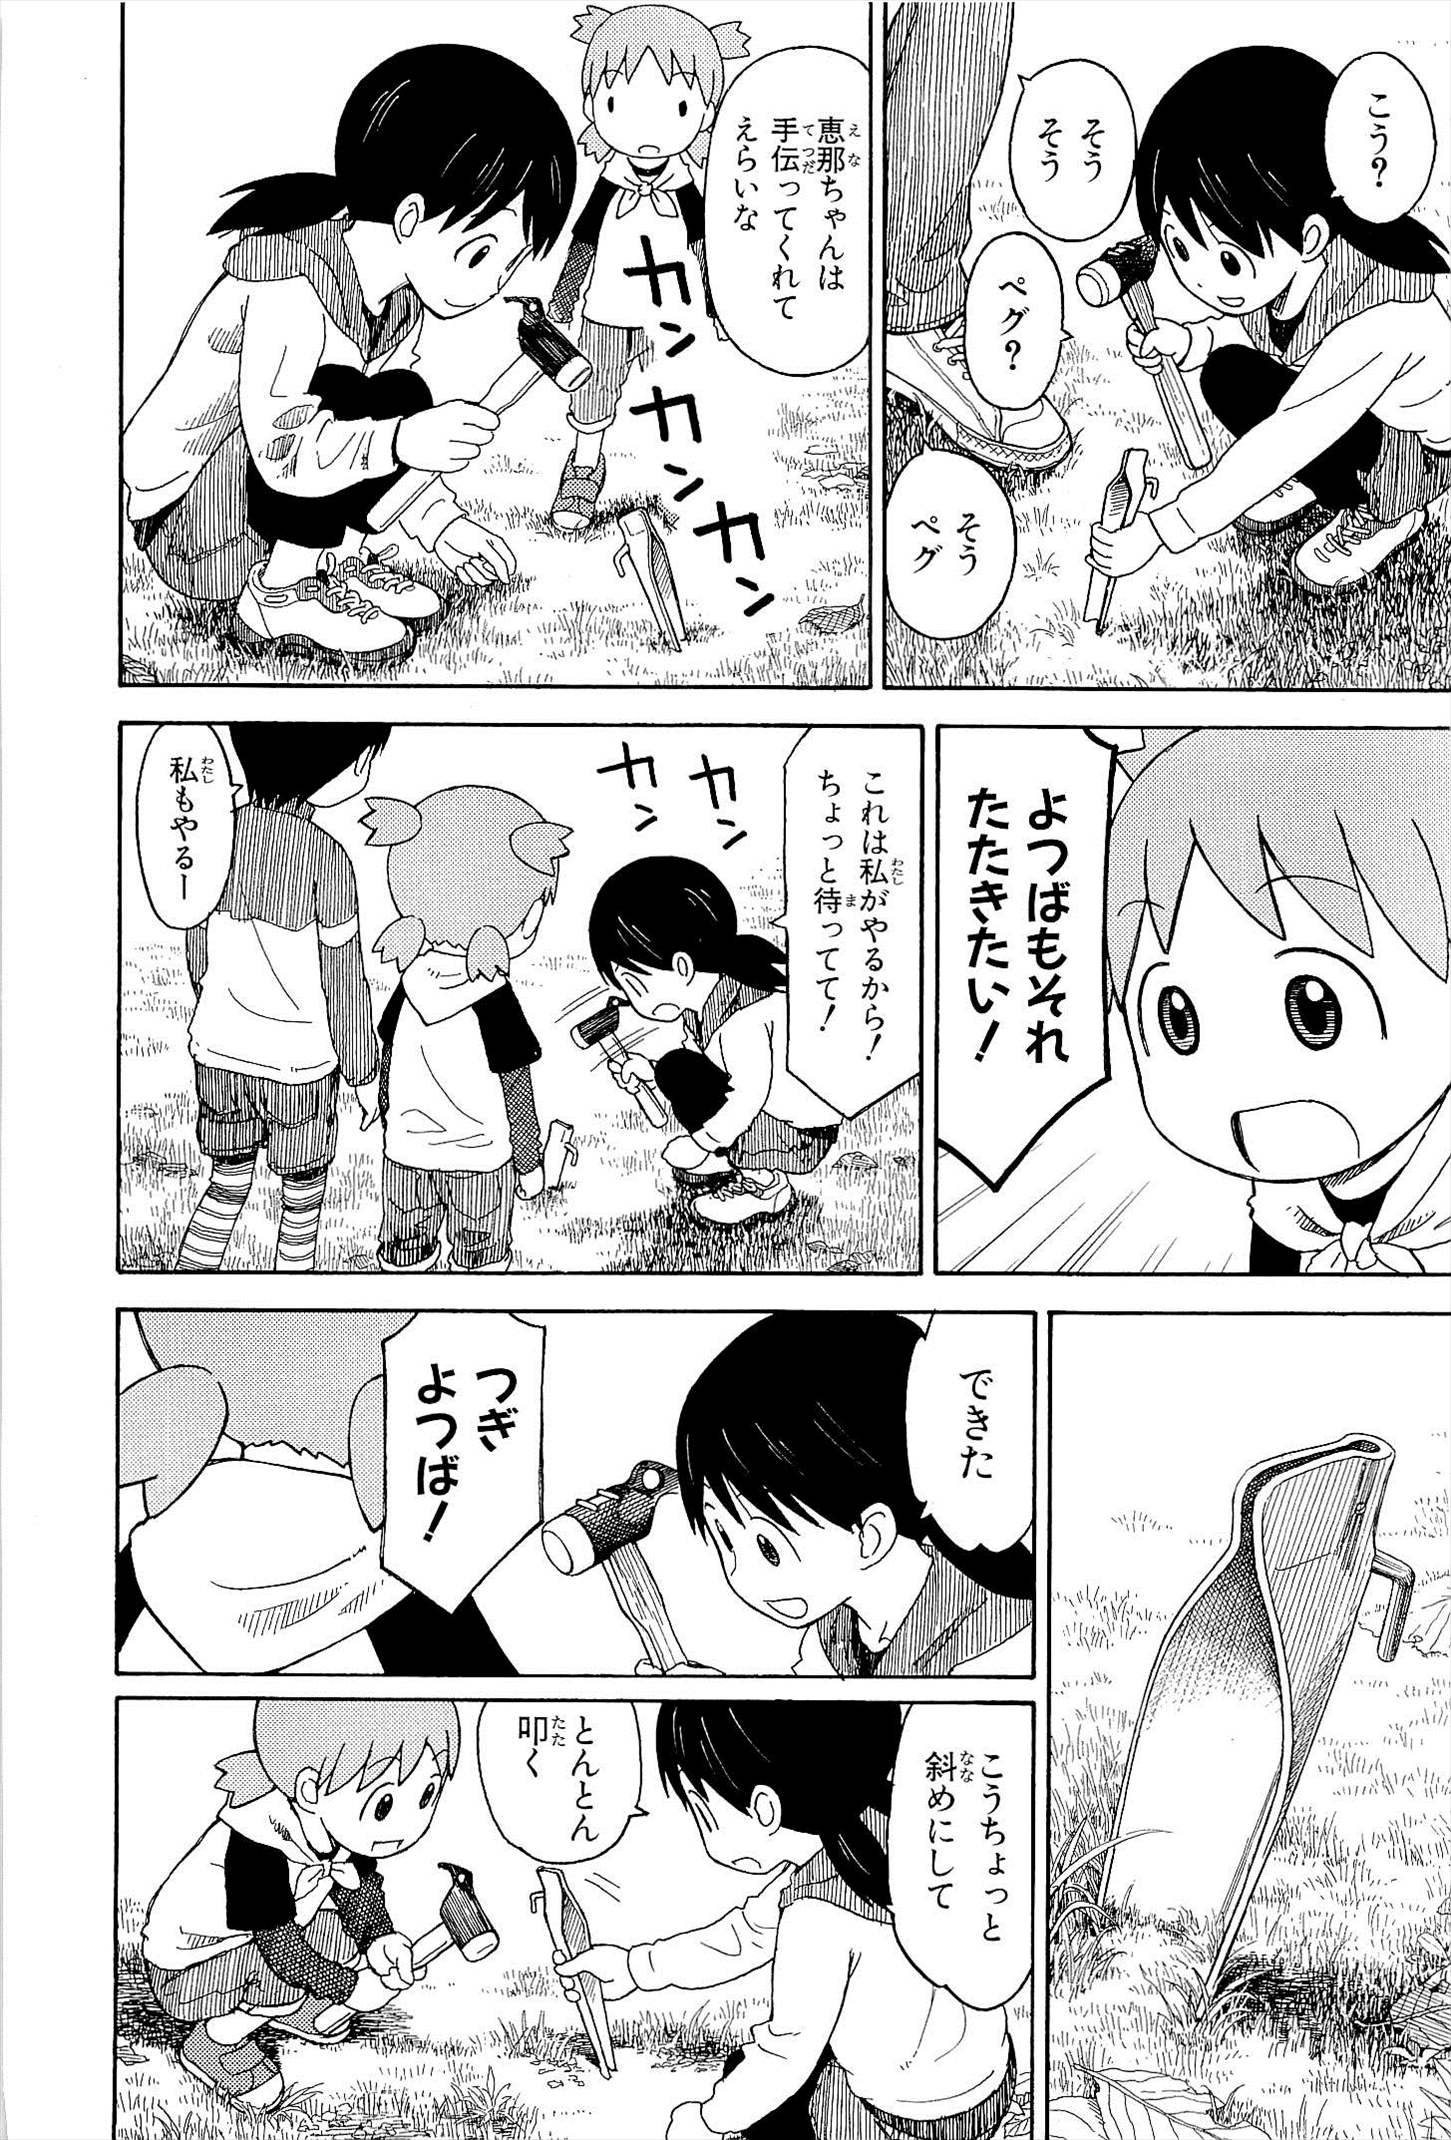 こう?
そう
そう
ペグ?
そう
ペグ
恵那ちゃんは
手伝ってくれて
えらいな
カンカンカン
よつばもそれ
たたきたい!
これは私がやるから!
ちょっと待ってて!
カン
カン
私もやるー
できた
つぎ
よつば!
こうちょっと
斜めにして
とんとん
叩く